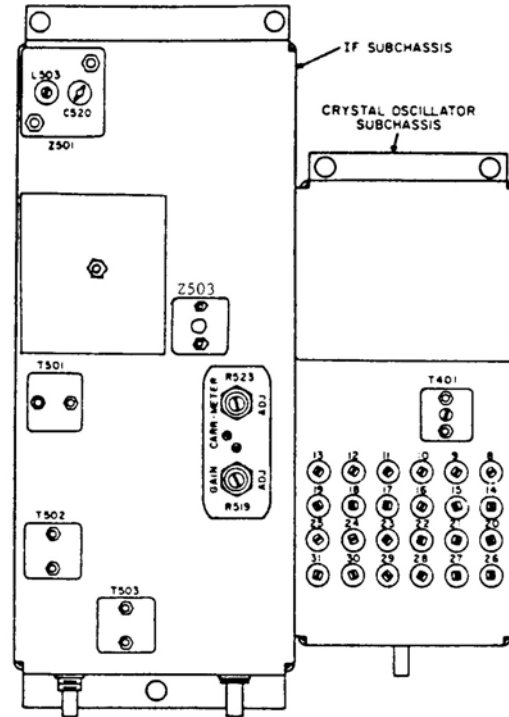 IF SUBCHASSIS
CRYSTAL OSCILLATOR
SUBCHASSIS
L503
C520
Z501
Z503
T501
R523
CARR-METER
ADJ
GAIN
ADJ
R519
T401
T502
T503
13 12 11 10 9 8
19 18 17 16 15 14
25 24 23 22 21 20
31 30 29 28 27 26